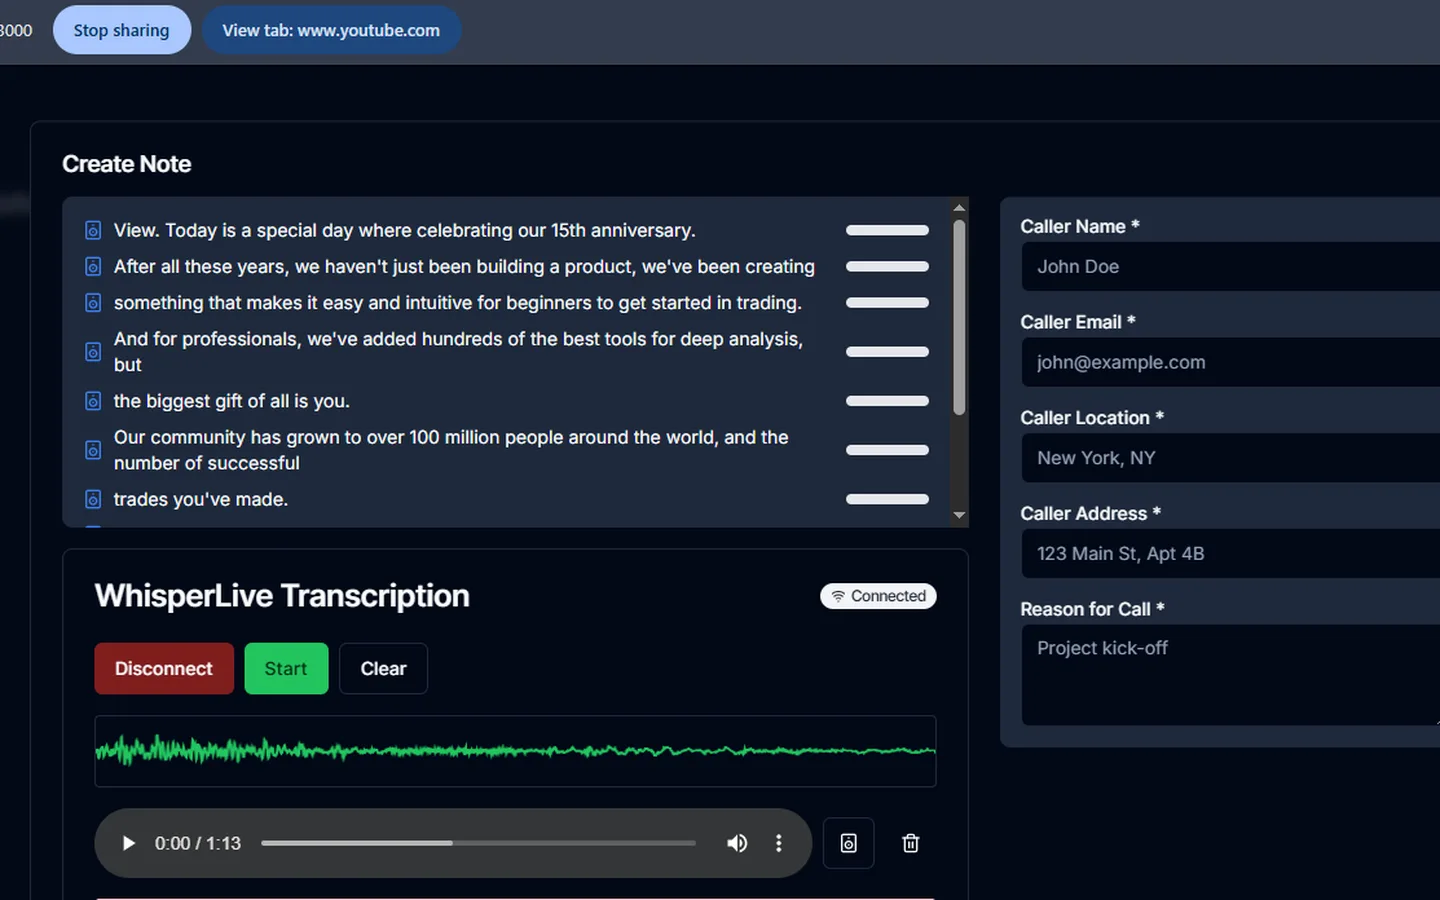 3000
Stop sharing
View tab: www.youtube.com
Create Note
View. Today is a special day where celebrating our 15th anniversary.
After all these years, we haven't just been building a product, we've been creating
something that makes it easy and intuitive for beginners to get started in trading.
And for professionals, we've added hundreds of the best tools for deep analysis,
but
the biggest gift of all is you.
Our community has grown to over 100 million people around the world, and the
number of successful
trades you've made.
WhisperLive Transcription
Connected
Disconnect
Start
Clear
0:00 / 1:13
Caller Name *
John Doe
Caller Email *
john@example.com
Caller Location *
New York, NY
Caller Address *
123 Main St, Apt 4B
Reason for Call *
Project kick-off